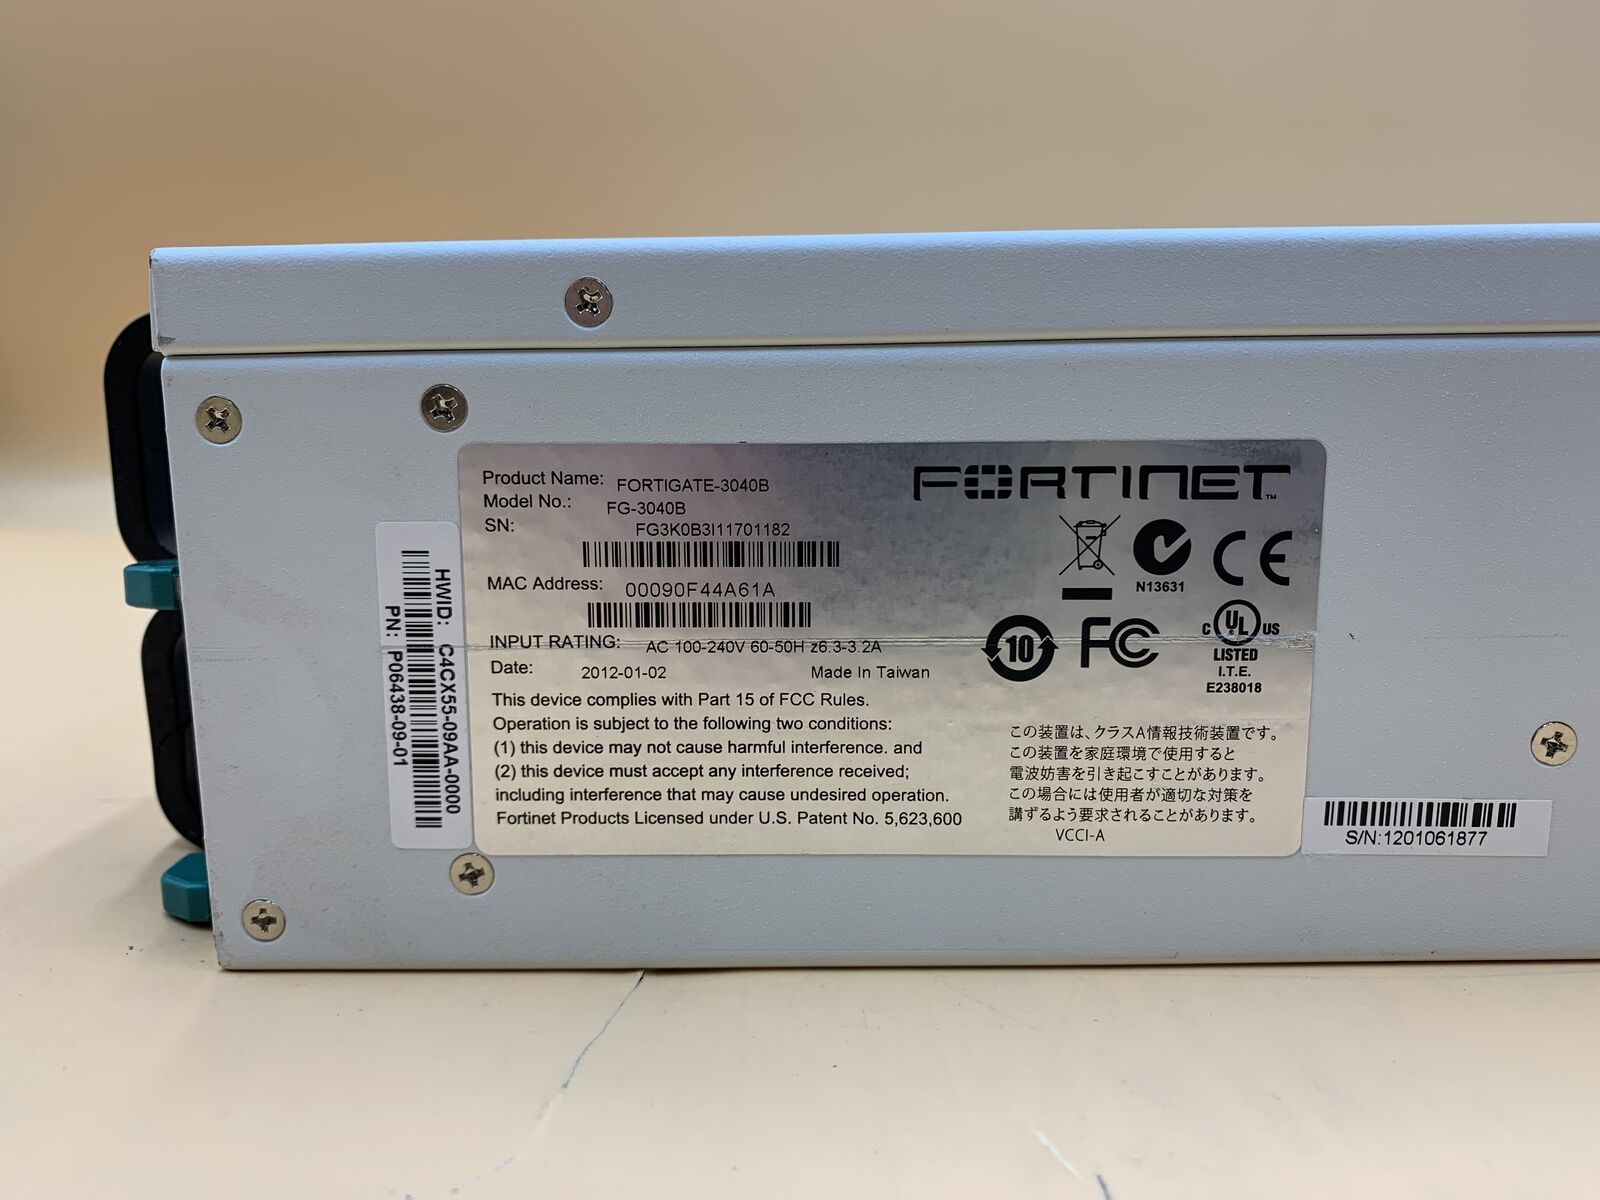 Product Name: FORTIGATE-3040B
Model No.: FG-3040B
SN: FG3K0B3I11701182
MAC Address: 00090F44A61A
INPUT RATING: AC 100-240V 60-50H z6.3-3.2A
Date: 2012-01-02 Made In Taiwan
This device complies with Part 15 of FCC Rules.
Operation is subject to the following two conditions:
(1) this device may not cause harmful interference. and
(2) this device must accept any interference received;
including interference that may cause undesired operation.
Fortinet Products Licensed under U.S. Patent No. 5,623,600
FORTINET™
N13631
CE
10
FC
C UL US
LISTED
I.T.E.
E238018
この装置は、クラスA情報技術装置です。
この装置を家庭環境で使用すると
電波妨害を引き起こすことがあります。
この場合には使用者が適切な対策を
講ずるよう要求されることがあります。
VCCI-A
HWID: C4CX55-09AA-0000
PN: P06438-09-01
S/N:1201061877